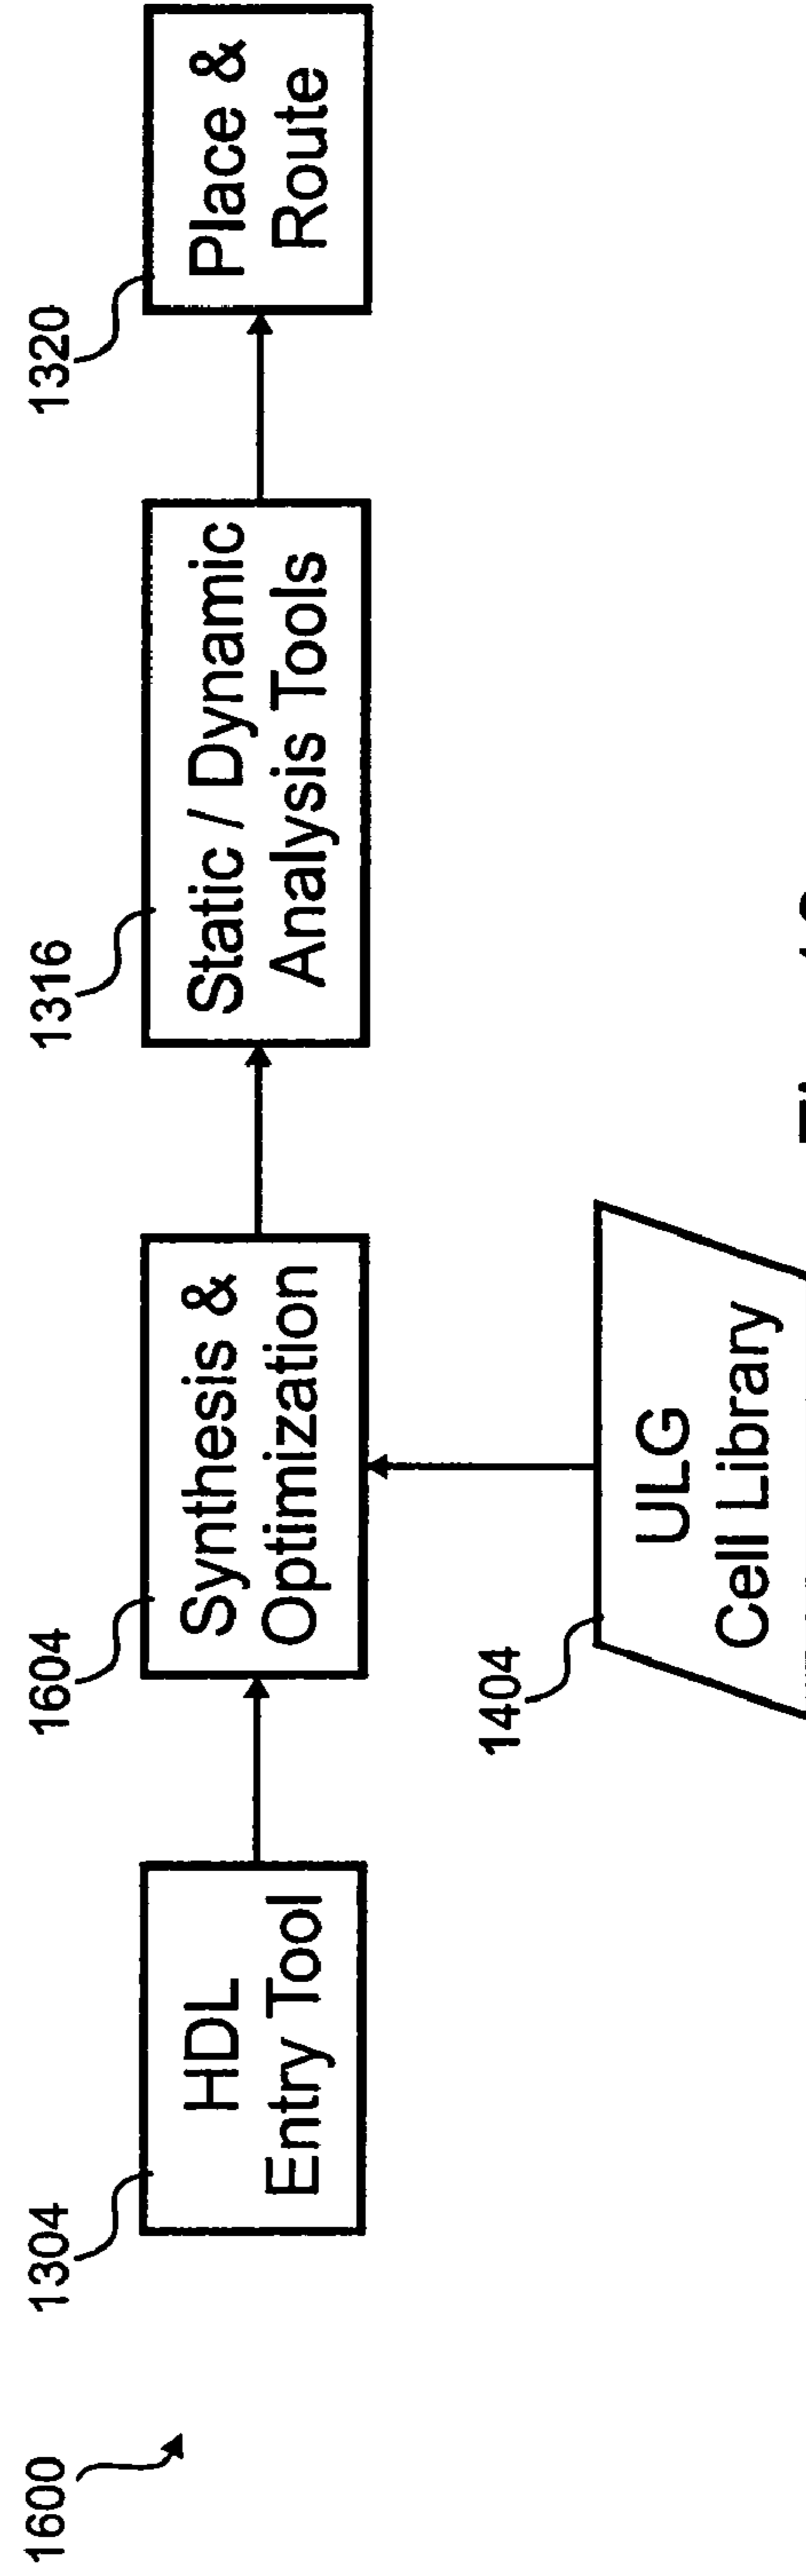 1600
1304
HDL
Entry Tool
1604
Synthesis &
Optimization
1316
Static / Dynamic
Analysis Tools
1320
Place &
Route
1404
ULG
Cell Library